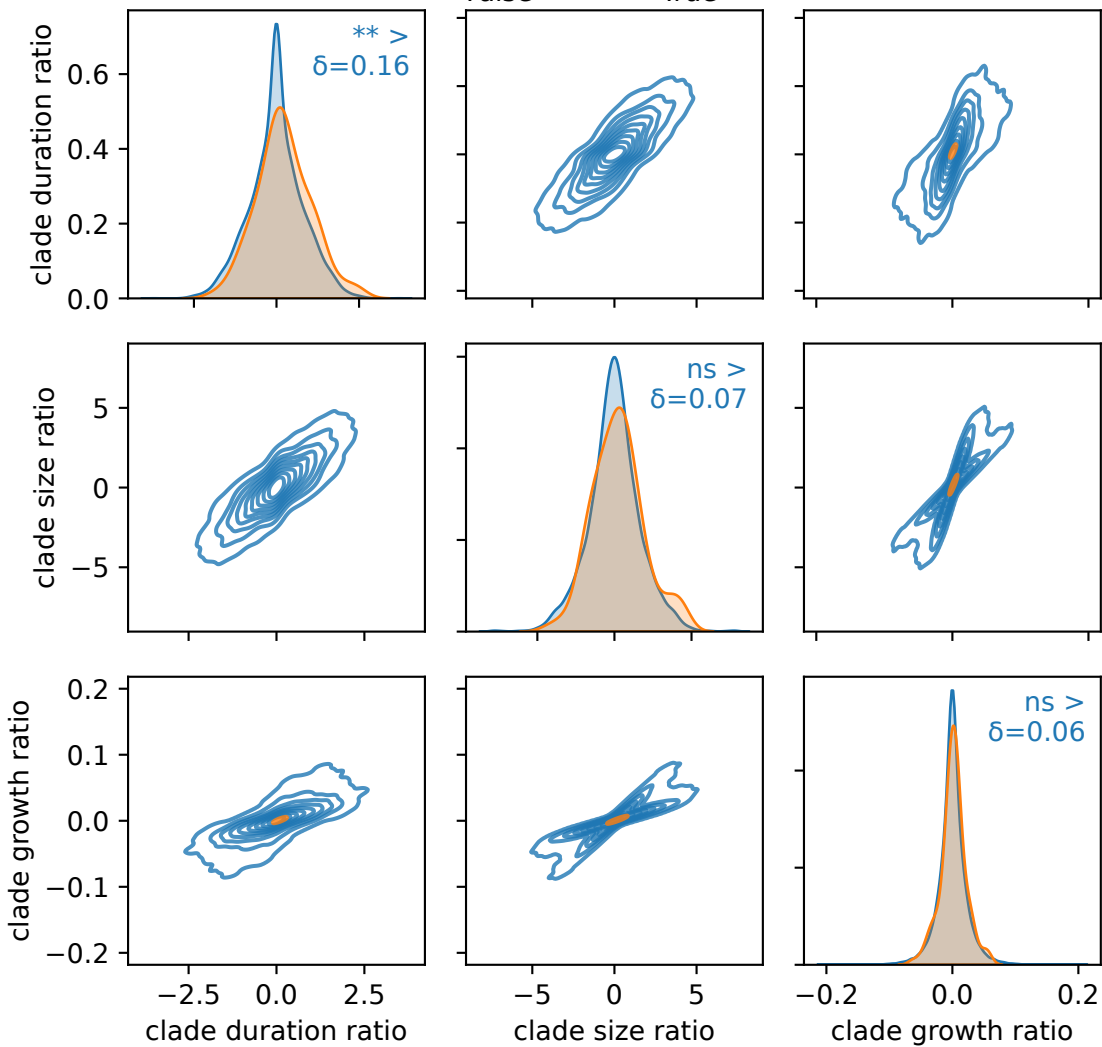 ** >
δ=0.16
clade duration ratio
0.6
0.4
0.2
0.0
ns >
δ=0.07
clade size ratio
5
0
−5
ns >
δ=0.06
clade growth ratio
0.2
0.1
0.0
−0.1
−0.2
−2.5 0.0 2.5
−5 0 5
−0.2 0.0 0.2
clade duration ratio
clade size ratio
clade growth ratio